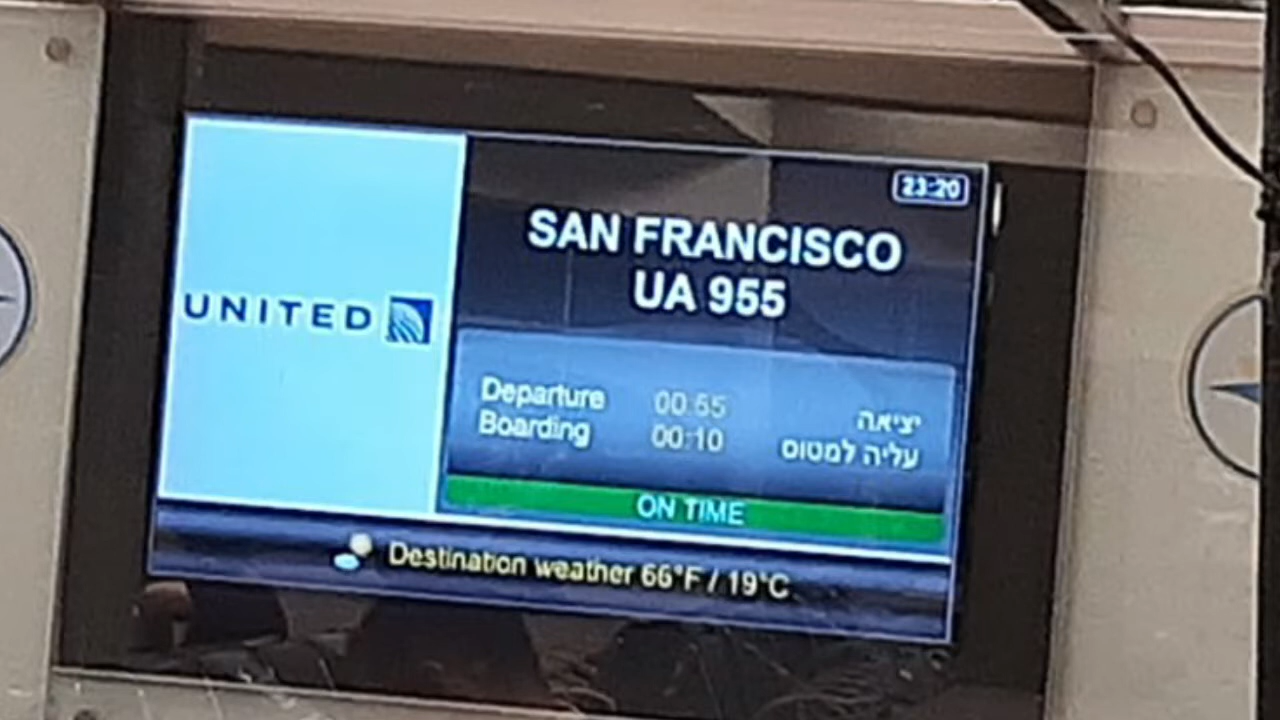 23:20
SAN FRANCISCO
UA 955
UNITED
Departure 00:55 יציאה
Boarding 00:10 עליה למטוס
ON TIME
Destination weather 66°F / 19°C